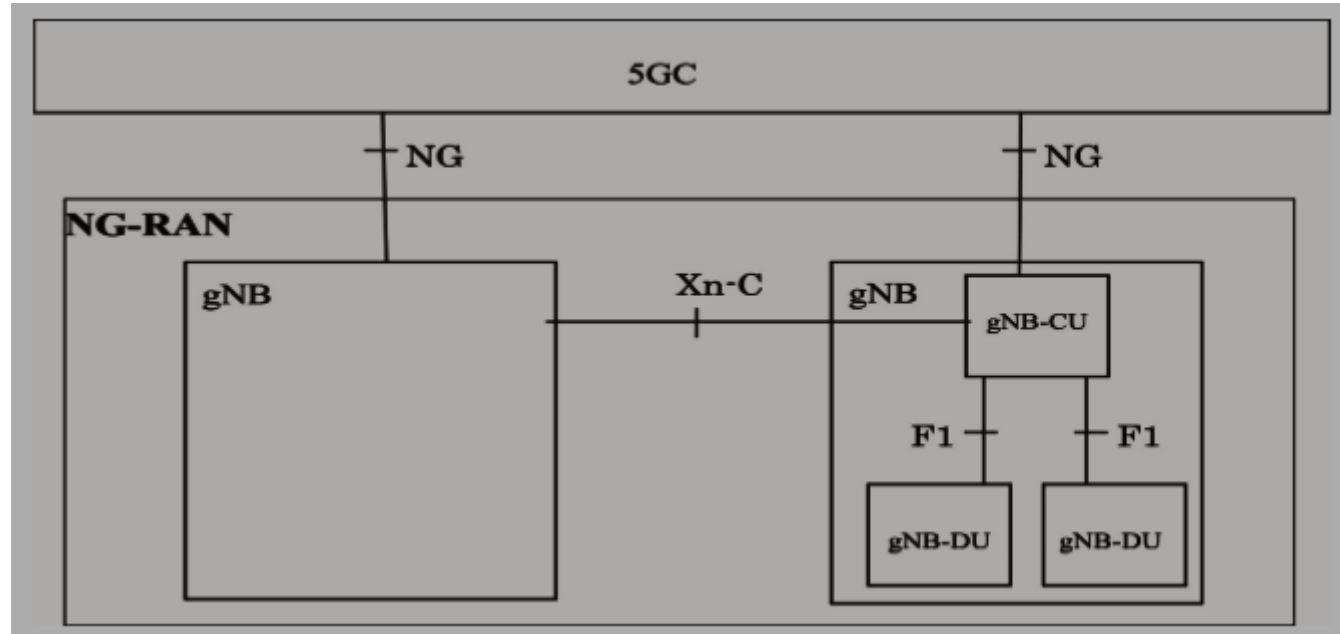 5GC
NG
NG
NG-RAN
gNB
Xn-C
gNB
gNB-CU
F1
F1
gNB-DU
gNB-DU